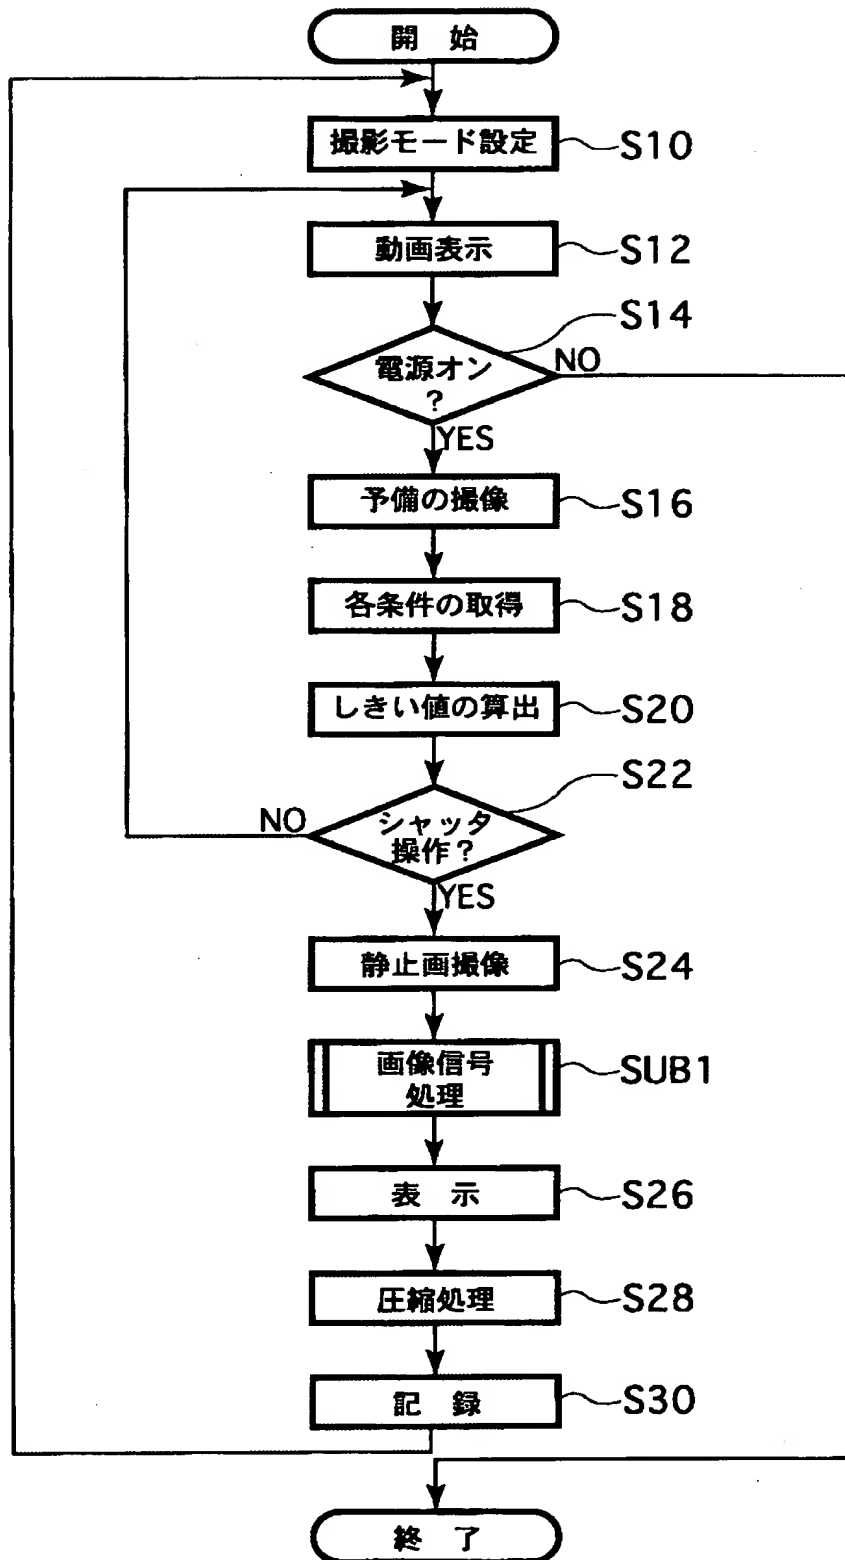 開 始
撮影モード設定
S10
動画表示
S12
S14
電源オン
?
NO
YES
予備の撮像
S16
各条件の取得
S18
しきい値の算出
S20
S22
NO
シャッタ
操作?
YES
静止画撮像
S24
画像信号
処理
SUB1
表 示
S26
圧縮処理
S28
記 録
S30
終 了